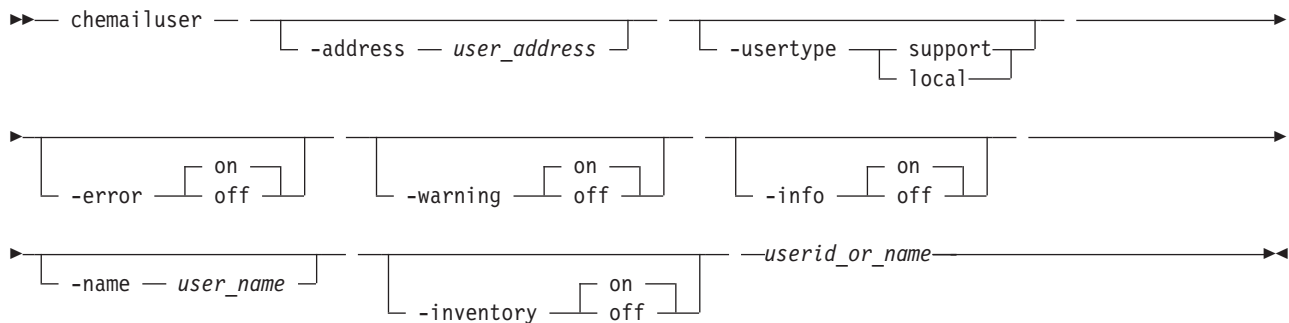 chemailuser
-address user_address
-usertype support
local
on on on
-error off -warning off -info off
userid_or_name
-name user_name
on
-inventory off